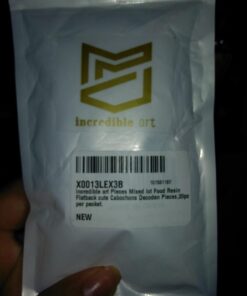 incredible art
X0013LEX3B
incredible art Pieces Mixed lot Food Resin
Flatback cute Cabochons Decoden Pieces,20pc
per packet.
NEW